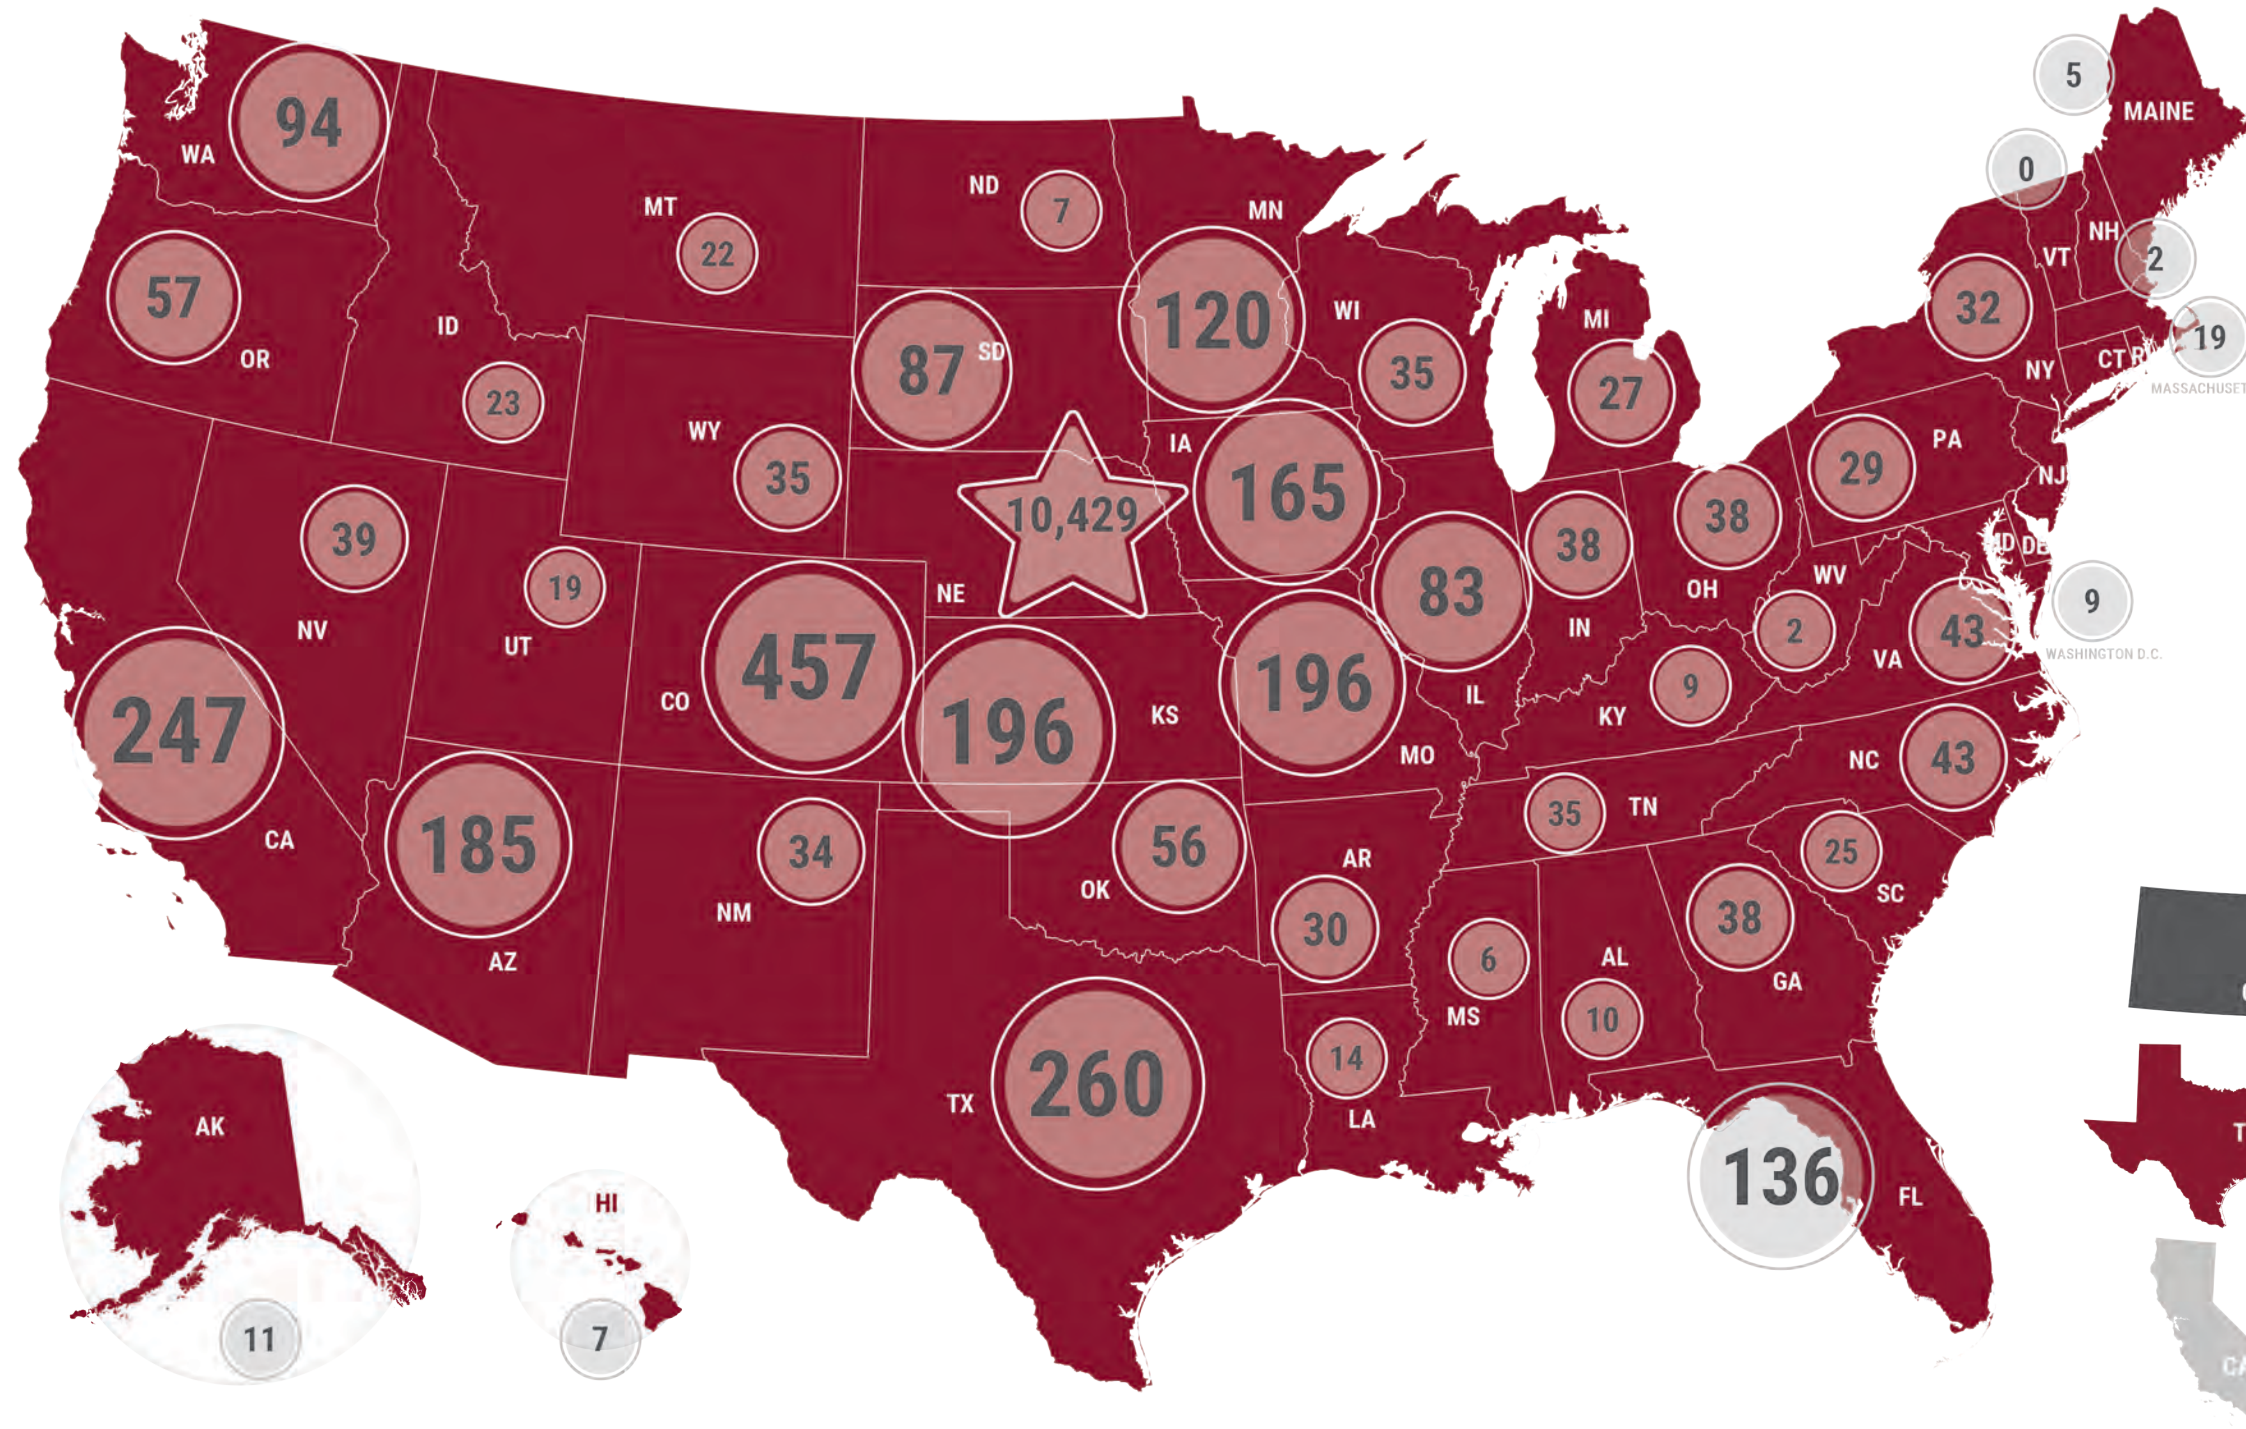 5
MAINE
94
WA
0
MT
22
ND
7
MN
NH
2
VT
57
OR
ID
23
87
SD
120
WI
35
MI
27
32
NY
19
CT
MASSACHUSET
WY
35
10,429
NE
IA
165
38
IN
38
OH
29
PA
NJ
DE
WV
2
43
VA
9
WASHINGTON D.C.
39
NV
19
UT
457
CO
196
KS
196
MO
83
IL
9
KY
247
CA
185
AZ
34
NM
56
OK
AR
30
35
TN
NC
43
25
SC
38
GA
6
MS
AL
10
14
LA
260
TX
136
FL
AK
11
HI
7